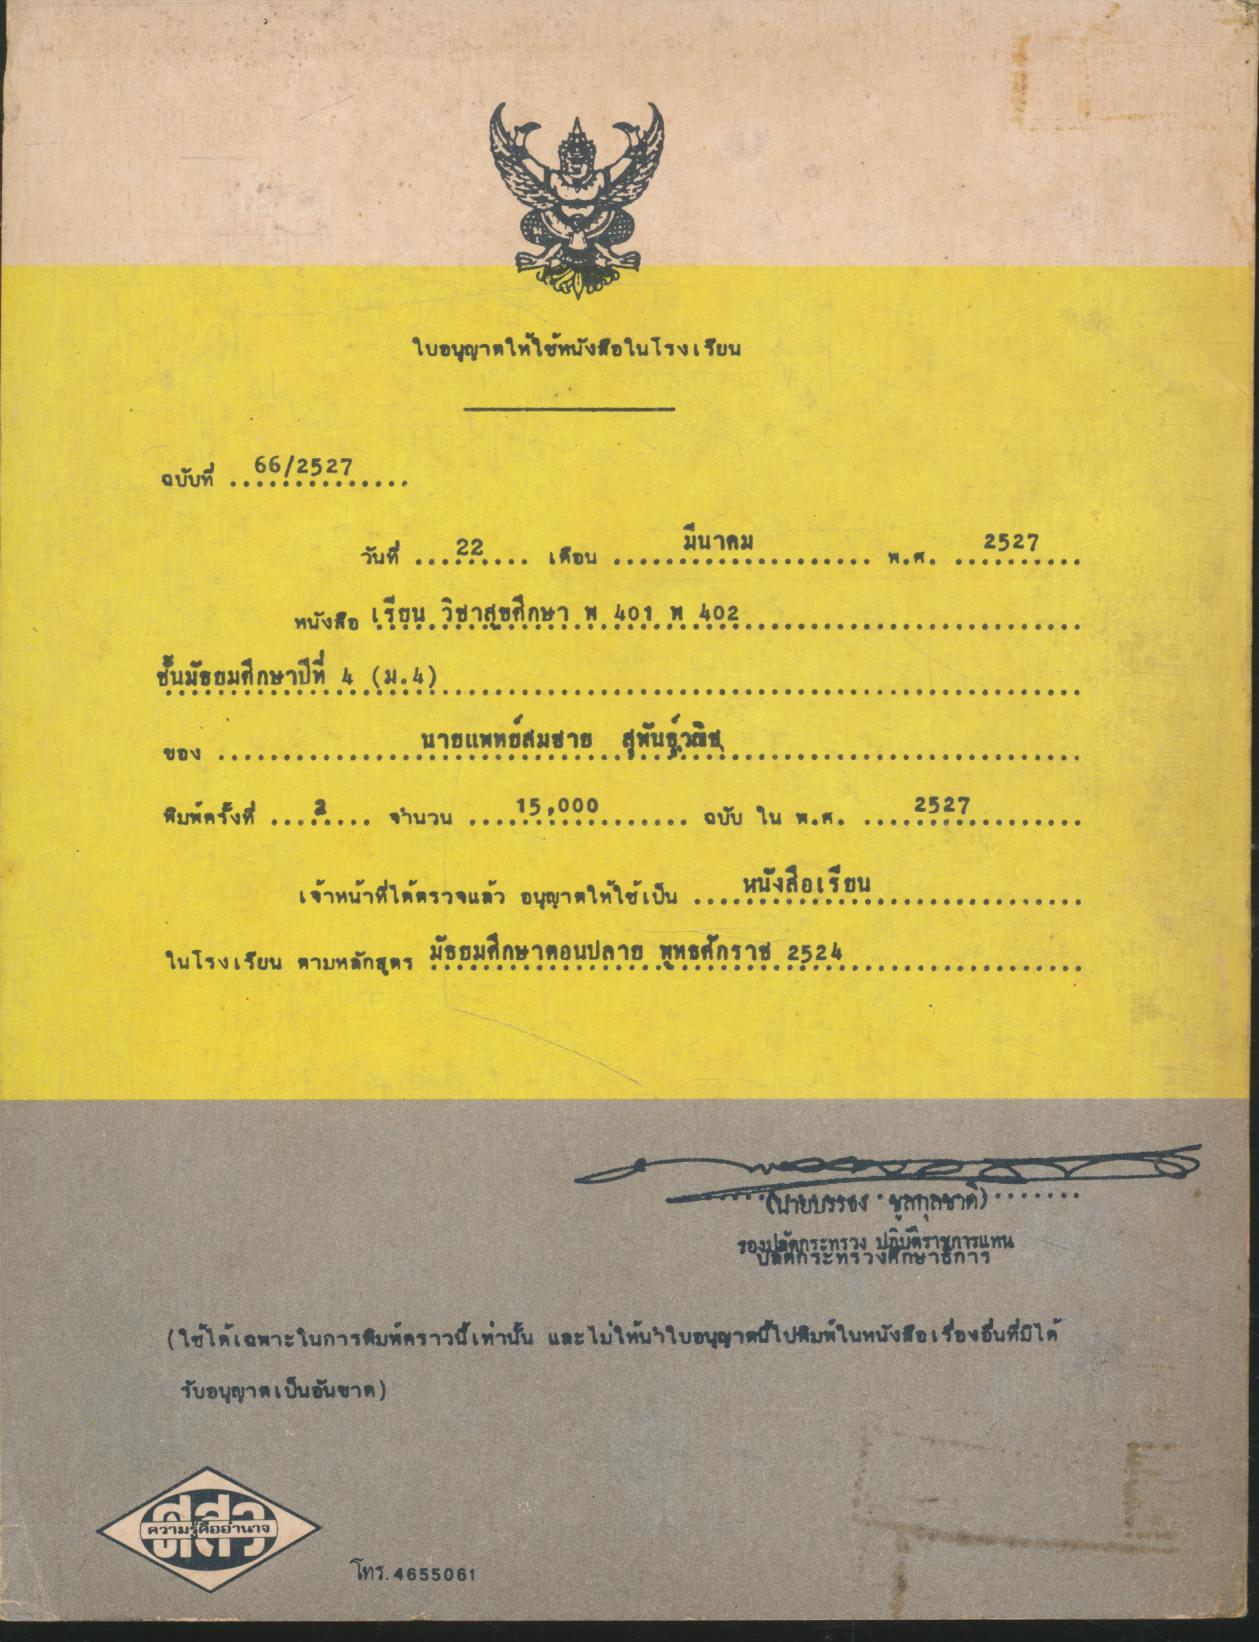 ใบอนุญาตให้ใช้หนังสือในโรงเรียน
ฉบับที่ 66/2527
วันที่ 22 เดือน มีนาคม พ.ศ. 2527
หนังสือ เรียน วิชาสุขศึกษา พ 401 พ 402
ชั้นมัธยมศึกษาปีที่ 4 (ม.4)
ของ นายแพทย์สมชาย สุพันธุ์วณิช
พิมพ์ครั้งที่ 2 จำนวน 15,000 ฉบับ ใน พ.ศ. 2527
เจ้าหน้าที่ได้ตรวจแล้ว อนุญาตให้ใช้เป็น หนังสือเรียน
ในโรงเรียน ตามหลักสูตร มัธยมศึกษาตอนปลาย พุทธศักราช 2524
(นายบรรจง ชูสกุลชาติ)
รองปลัดกระทรวง ปฏิบัติราชการแทน
ปลัดกระทรวงศึกษาธิการ
(ใช้ได้เฉพาะในการพิมพ์คราวนี้เท่านั้น และไม่ให้นำใบอนุญาตนี้ไปพิมพ์ในหนังสือเรื่องอื่นที่มิได้
รับอนุญาตเป็นอันขาด)
ความรู้คืออำนาจ
โทร. 4655061